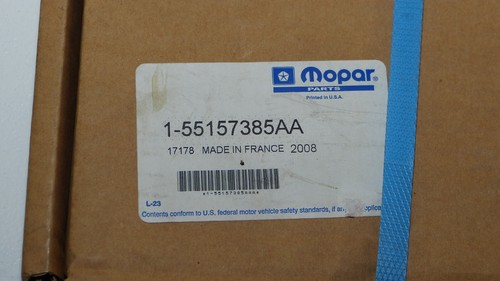 Mopar
PARTS
Printed in U.S.A.
1-55157385AA
17178 MADE IN FRANCE 2008
L-23
Contents conform to U.S. federal motor vehicle safety standards, if